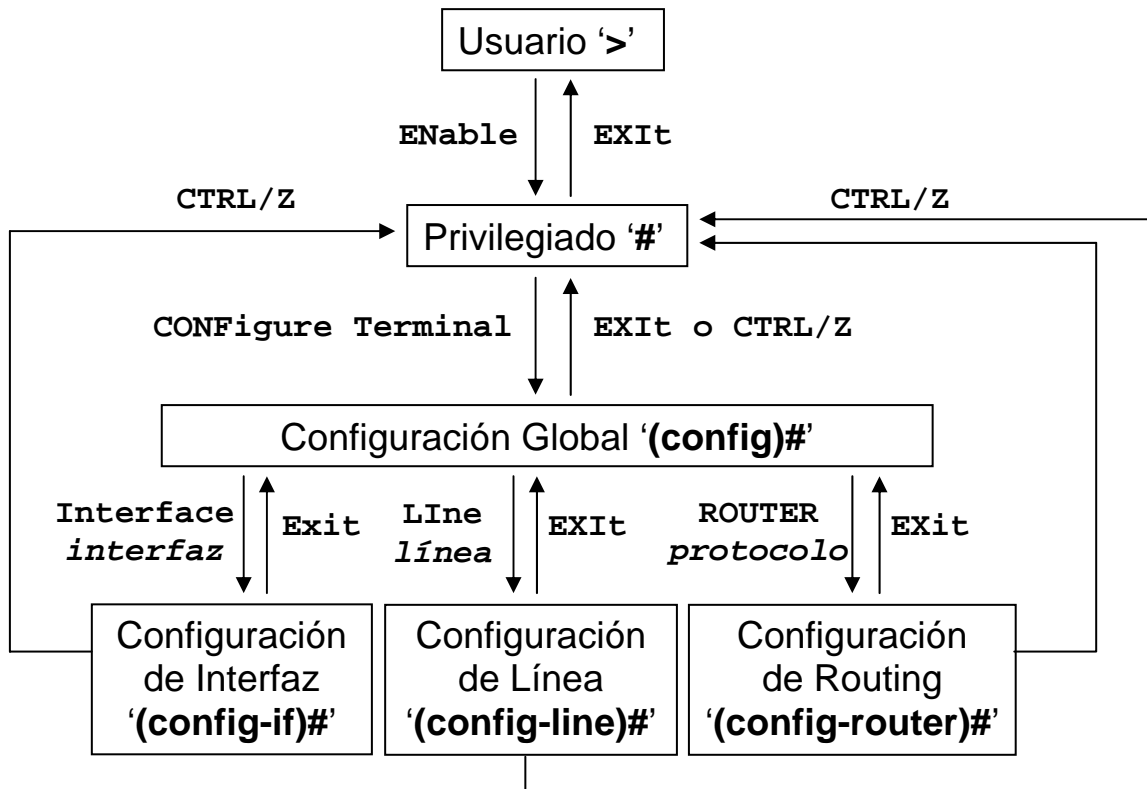 Usuario ‘>’
ENable
EXIt
CTRL/Z
CTRL/Z
Privilegiado ‘#’
CONFigure Terminal
EXIt o CTRL/Z
Configuración Global ‘(config)#’
Interface
interfaz
Exit
LIne
línea
EXIt
ROUTER
protocolo
EXit
Configuración
de Interfaz
‘(config-if)#’
Configuración
de Línea
‘(config-line)#’
Configuración
de Routing
‘(config-router)#’